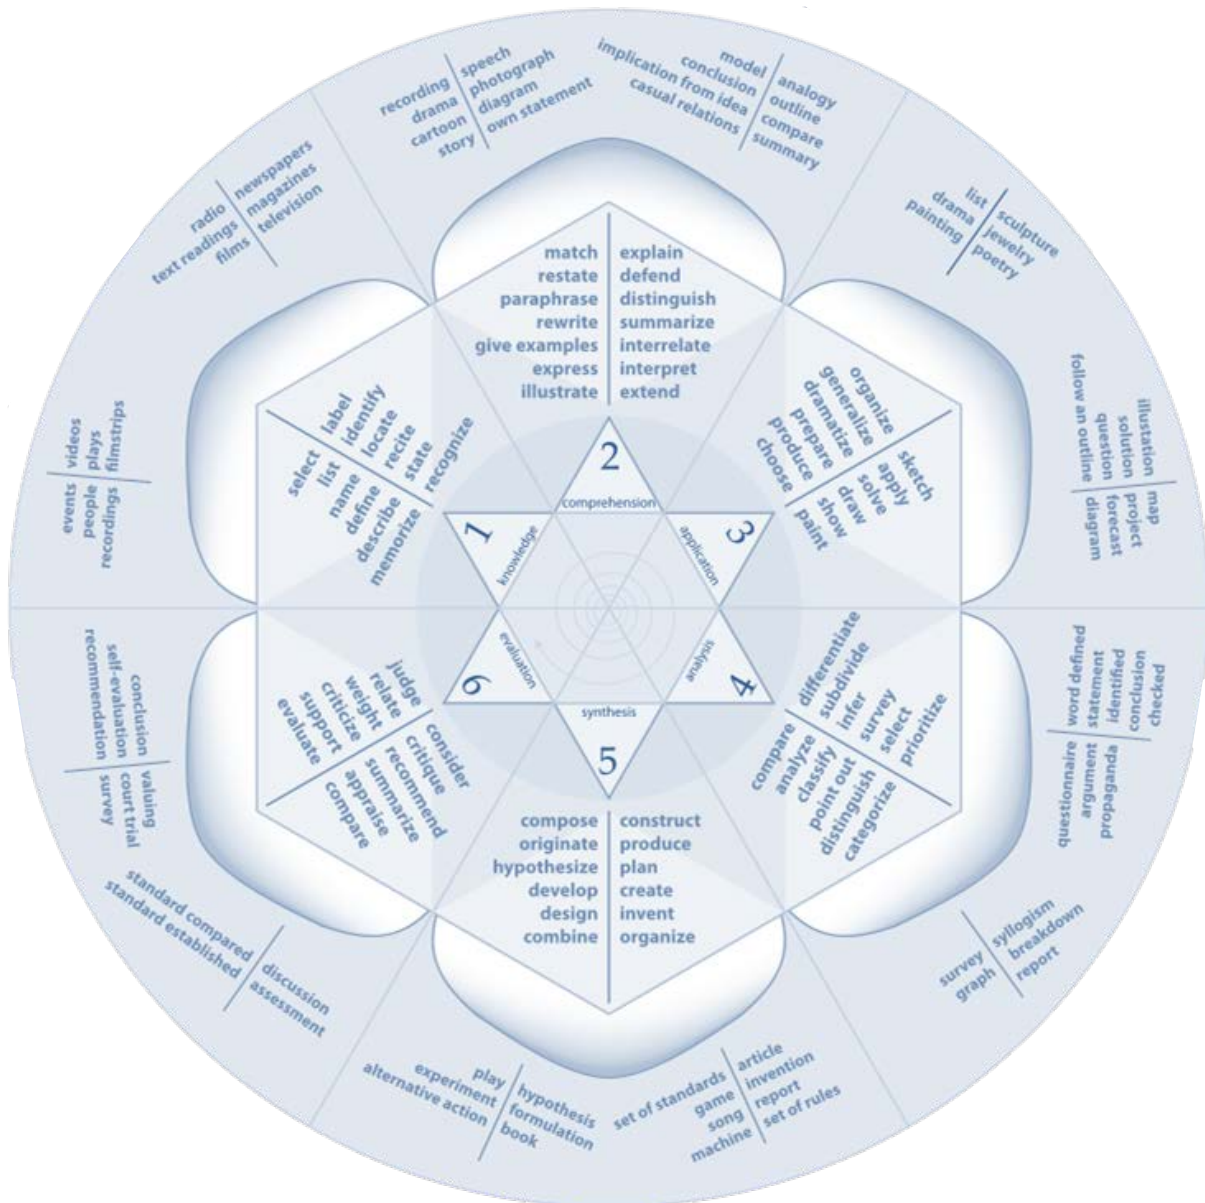 recording | speech
drama | photograph
cartoon | diagram
story | own statement
model | analogy
conclusion | outline
implication from idea | compare
casual relations | summary
radio | newspapers
text readings | magazines
films | television
list | sculpture
drama | jewelry
painting | poetry
match | explain
restate | defend
paraphrase | distinguish
rewrite | summarize
give examples | interrelate
express | interpret
illustrate | extend
videos
plays
filmstrips
events
people
recordings
label
identify
locate
recite
state
recognize
select
list
name
define
describe
memorize
organize
generalize
dramatize
prepare
produce
choose
sketch
apply
solve
draw
show
paint
illustation
solution
question
follow an outline
map
project
forecast
diagram
1
knowledge
2
comprehension
3
application
4
analysis
5
synthesis
6
evaluation
judge
relate
weight
criticize
support
evaluate
consider
critique
recommend
summarize
appraise
compare
differentiate
subdivide
infer
survey
select
prioritize
compare
analyze
classify
point out
distinguish
categorize
conclusion
self-evaluation
recommendation
valuing
court trial
survey
word defined
statement
identified
conclusion
checked
questionnaire
argument
propaganda
compose | construct
originate | produce
hypothesize | plan
develop | create
design | invent
combine | organize
standard compared | discussion
standard established | assessment
survey | syllogism
graph | breakdown
report
play | hypothesis
experiment | formulation
alternative action | book
set of standards | article
game | invention
song | report
machine | set of rules